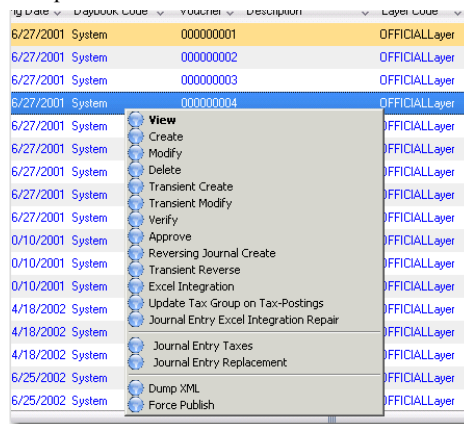 ng Date Daybook Code Voucher Description Layer Code
6/27/2001 System 000000001 OFFICIALLayer
6/27/2001 System 000000002 OFFICIALLayer
6/27/2001 System 000000003 OFFICIALLayer
6/27/2001 System 000000004 OFFICIALLayer
6/27/2001 System OFFICIALLayer
6/27/2001 System OFFICIALLayer
6/27/2001 System OFFICIALLayer
6/27/2001 System OFFICIALLayer
6/27/2001 System OFFICIALLayer
0/10/2001 System OFFICIALLayer
0/10/2001 System OFFICIALLayer
0/10/2001 System OFFICIALLayer
4/18/2002 System OFFICIALLayer
4/18/2002 System OFFICIALLayer
4/18/2002 System OFFICIALLayer
6/25/2002 System OFFICIALLayer
6/25/2002 System OFFICIALLayer
View
Create
Modify
Delete
Transient Create
Transient Modify
Verify
Approve
Reversing Journal Create
Transient Reverse
Excel Integration
Update Tax Group on Tax-Postings
Journal Entry Excel Integration Repair
Journal Entry Taxes
Journal Entry Replacement
Dump XML
Force Publish